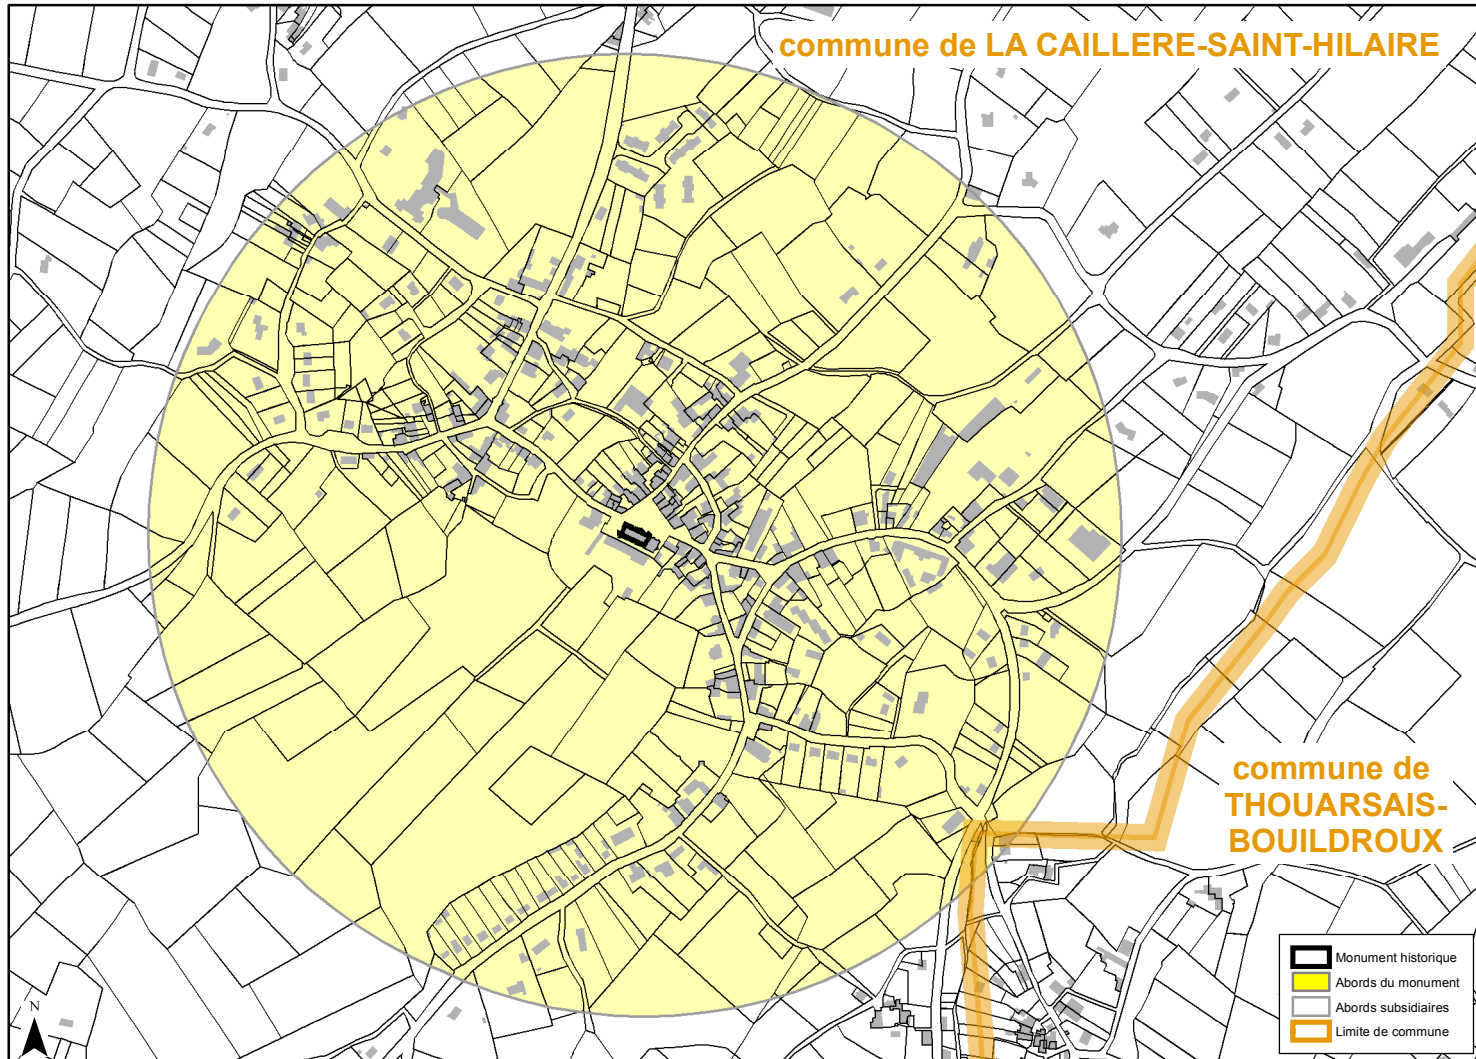 commune de LA CAILLERE-SAINT-HILAIRE
commune de
THOUARSAIS-
BOUILDROUX
Monument historique
Abords du monument
Abords subsidiaires
Limite de commune
N